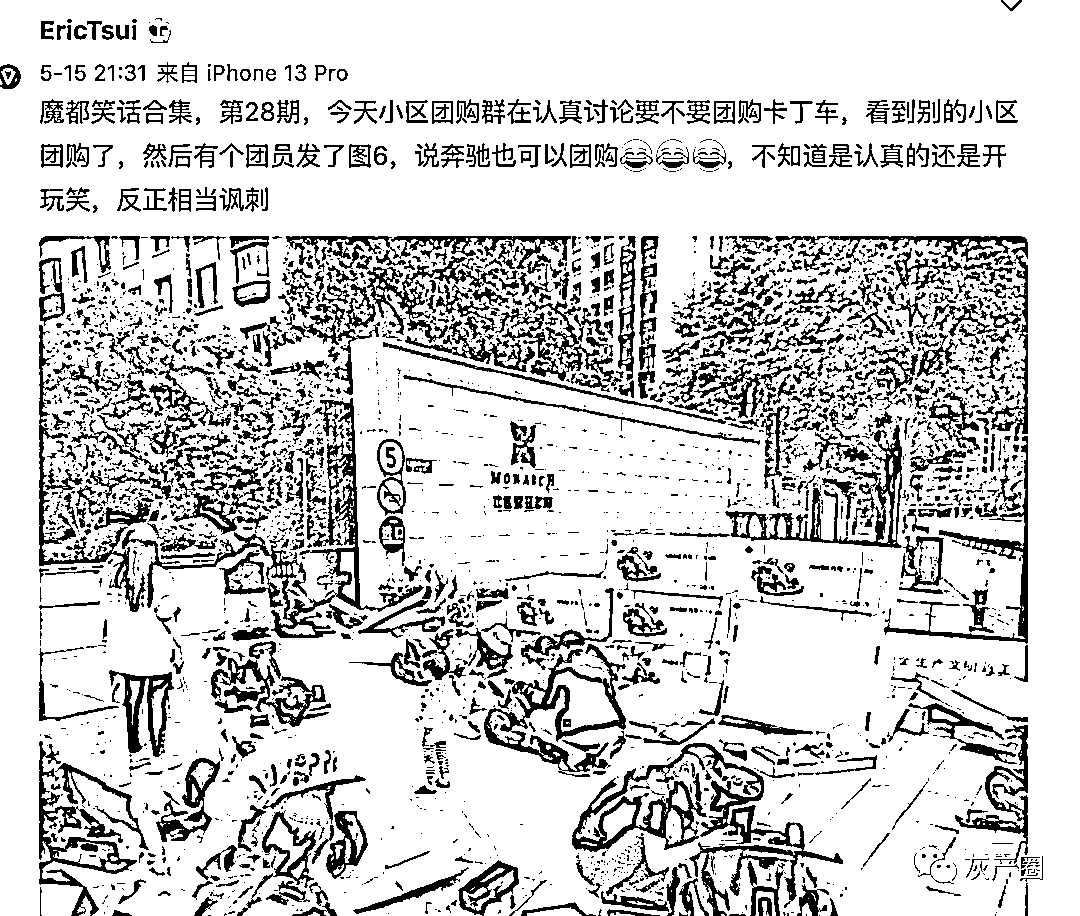 EricTsui
5-15 21:31 来自 iPhone 13 Pro
魔都笑话合集，第28期，今天小区团购群在认真讨论要不要团购卡丁车，看到别的小区
团购了，然后有个团员发了图6，说奔驰也可以团购😂😂😂，不知道是认真的还是开
玩笑，反正相当讽刺
5
MONARCH
灰产圈